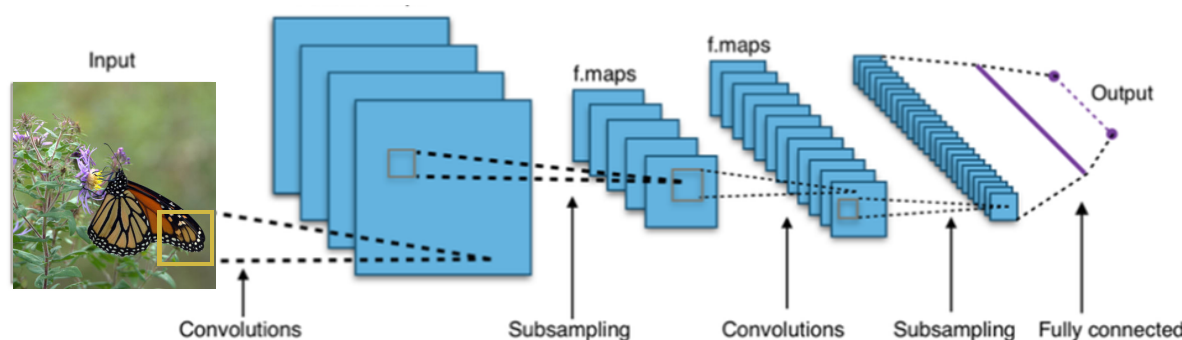 Input
f.maps
f.maps
Output
Convolutions
Subsampling
Convolutions
Subsampling
Fully connected